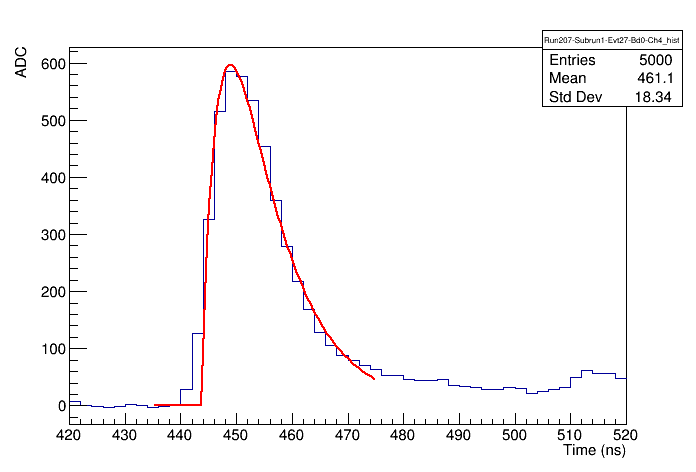 Run207-Subrun1-Evt27-Bd0-Ch4_hist
Entries 5000
Mean 461.1
Std Dev 18.34
ADC
600
500
400
300
200
100
0
420 430 440 450 460 470 480 490 500 510 520
Time (ns)